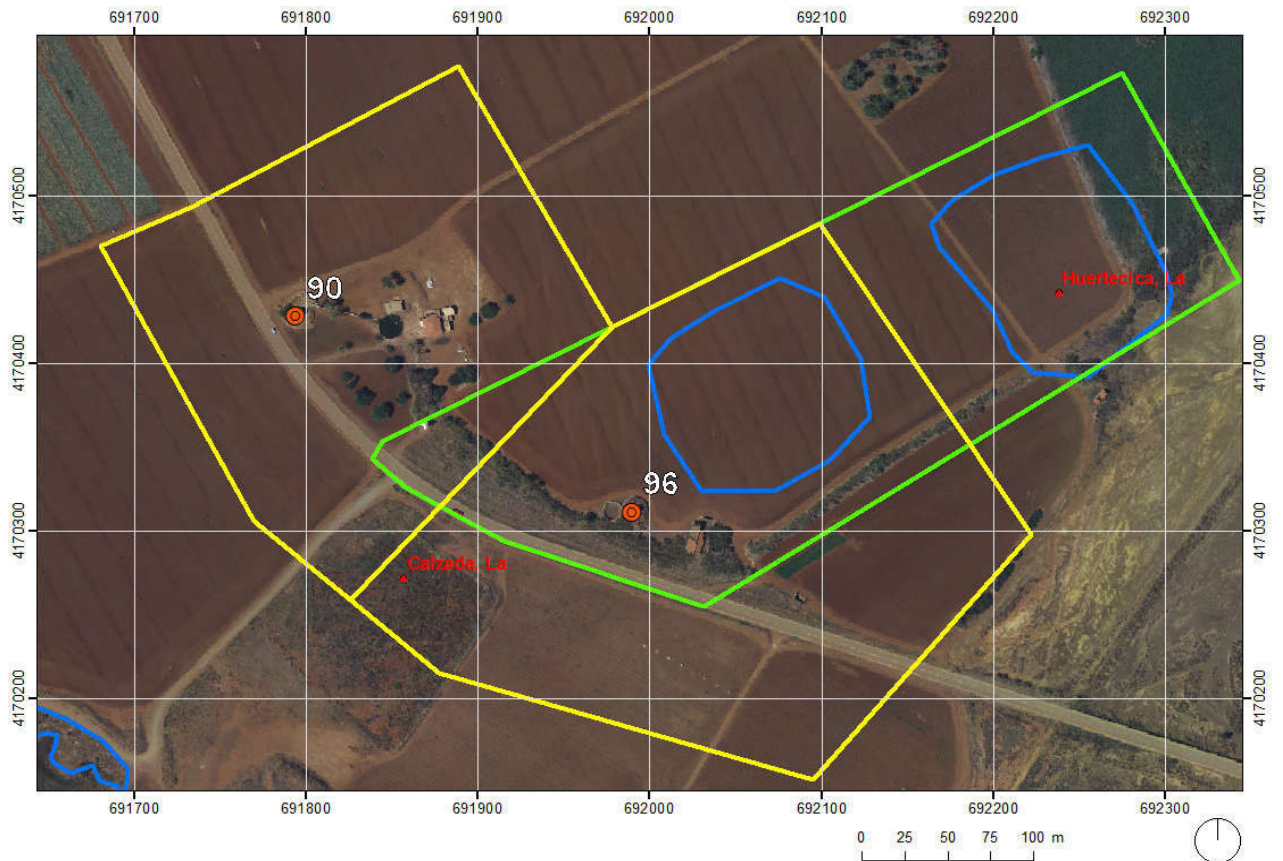 691700 691800 691900 692000 692100 692200 692300
4170500 4170500
Huertecica, La
90
4170400 4170400
96
4170300 4170300
Calzada, La
4170200 4170200
691700 691800 691900 692000 692100 692200 692300
0 25 50 75 100 m